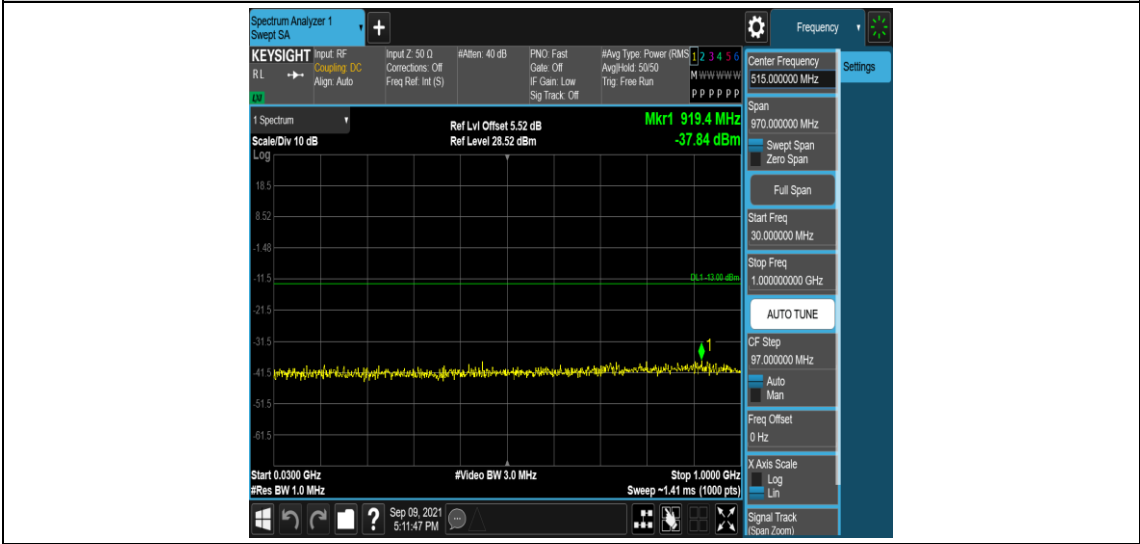 Spectrum Analyzer 1
Swept SA
+
Frequency
KEYSIGHT
RL
LM
Input: RF
Coupling: DC
Align: Auto
Input Z: 50 Ω
Corrections: Off
Freq Ref: Int (S)
#Atten: 40 dB
PNO: Fast
Gate: Off
IF Gain: Low
Sig Track: Off
#Avg Type: Power (RMS
Avg|Hold: 50/50
Trig: Free Run
1 2 3 4 5 6
M W W W W W
P P P P P P
1 Spectrum
Scale/Div 10 dB
Log
Ref Lvl Offset 5.52 dB
Ref Level 28.52 dBm
Mkr1 919.4 MHz
-37.84 dBm
18.5
8.52
-1.48
-11.5
DL1 -13.00 dBm
-21.5
-31.5
1
-41.5
-51.5
-61.5
Start 0.0300 GHz
#Video BW 3.0 MHz
Stop 1.0000 GHz
#Res BW 1.0 MHz
Sweep ~1.41 ms (1000 pts)
Sep 09, 2021
5:11:47 PM
?
Center Frequency
515.000000 MHz
Settings
Span
970.000000 MHz
Swept Span
Zero Span
Full Span
Start Freq
30.000000 MHz
Stop Freq
1.000000000 GHz
AUTO TUNE
CF Step
97.000000 MHz
Auto
Man
Freq Offset
0 Hz
X Axis Scale
Log
Lin
Signal Track
(Span Zoom)